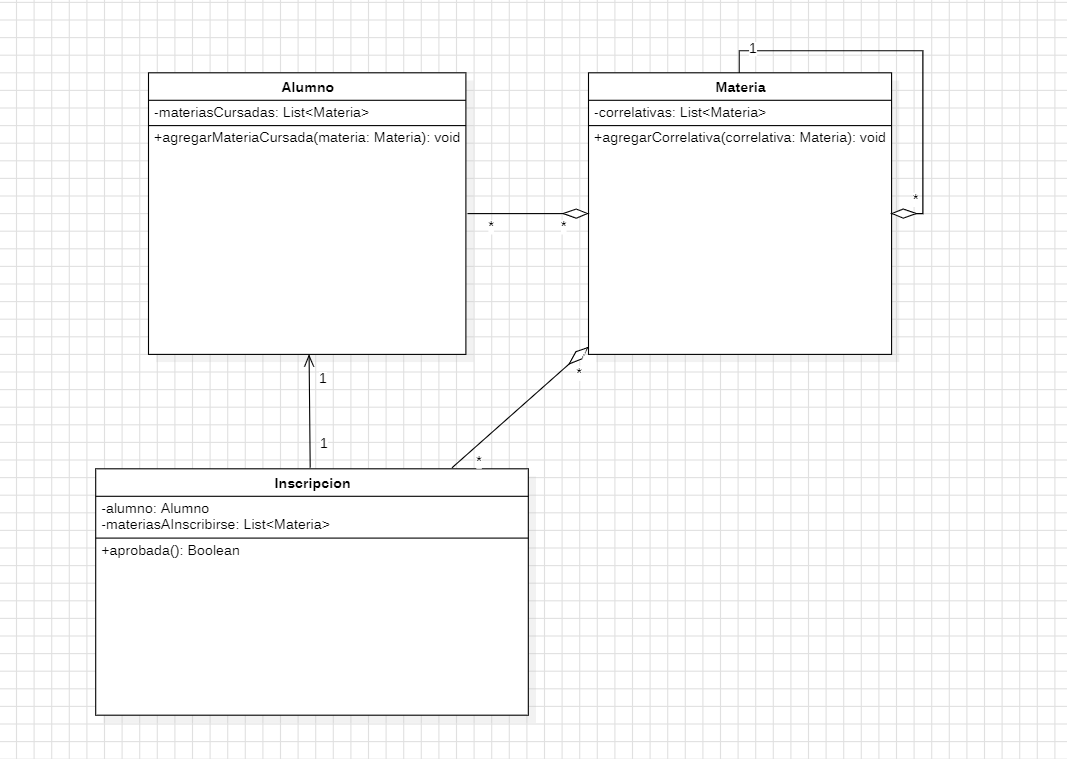 1
Alumno
-materiasCursadas: List<Materia>
+agregarMateriaCursada(materia: Materia): void
Materia
-correlativas: List<Materia>
+agregarCorrelativa(correlativa: Materia): void
*
*
*
1
*
1
*
Inscripcion
-alumno: Alumno
-materiasAInscribirse: List<Materia>
+aprobada(): Boolean